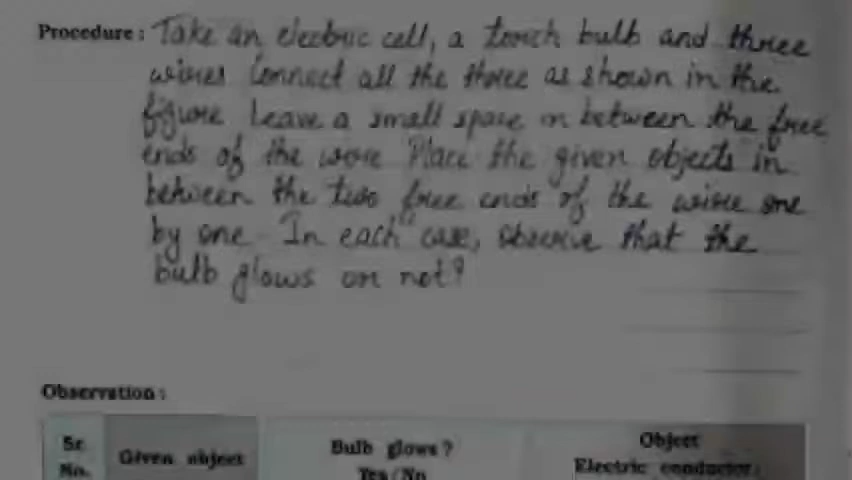 Procedure : Take an electric cell, a torch bulb and three
wires Connect all the three as shown in the
figure Leave a small space in between the free
ends of the wire Place the given objects in
between the two free ends of the wire one
by one. In each case, observe that the
bulb glows or not?
Observation :
Sr. No. Given object Bulb glows ? Yes/No Object Electric conductor/